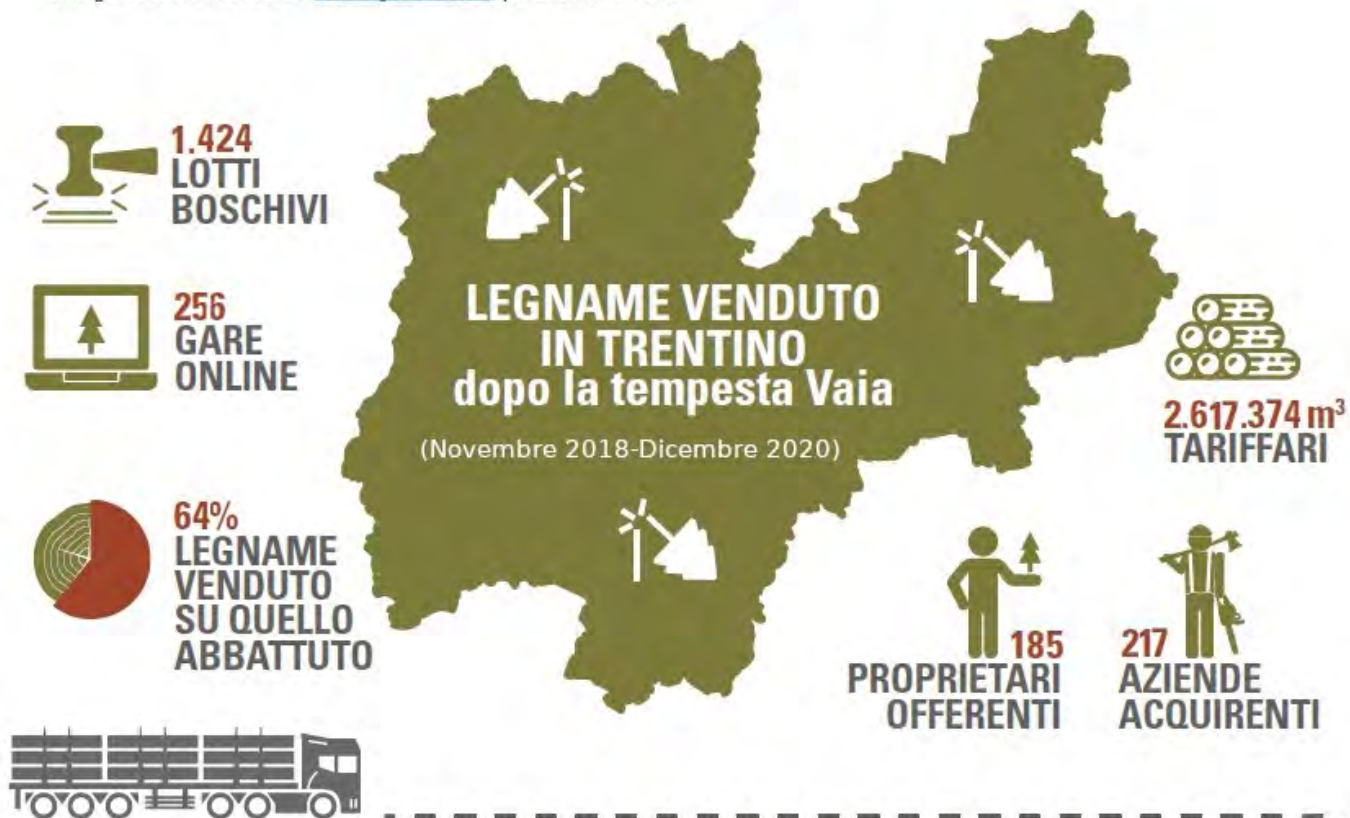 1.424
LOTTI
BOSCHIVI
256
GARE
ONLINE
64%
LEGNAME
VENDUTO
SU QUELLO
ABBATTUTO
LEGNAME VENDUTO
IN TRENTINO
dopo la tempesta Vaia
(Novembre 2018-Dicembre 2020)
2.617.374 m³
TARIFFARI
185
PROPRIETARI
OFFERENTI
217
AZIENDE
ACQUIRENTI